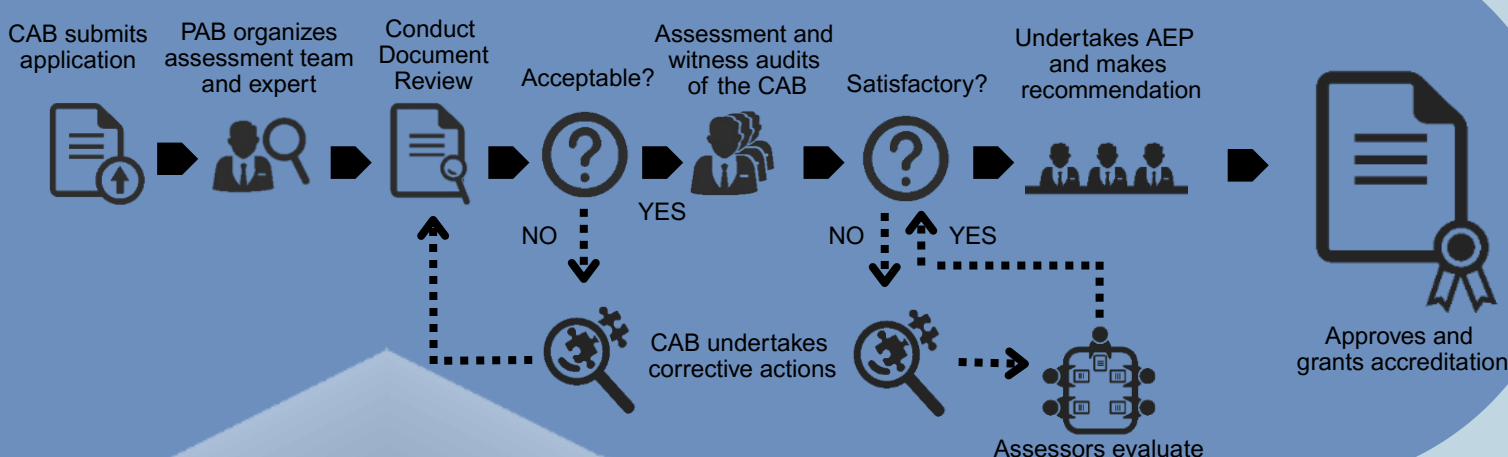 CAB submits
application
PAB organizes
assessment team
and expert
Conduct
Document
Review
Acceptable?
Assessment and
witness audits
of the CAB
Satisfactory?
Undertakes AEP
and makes
recommendation
NO
YES
NO
YES
CAB undertakes
corrective actions
Approves and
grants accreditation
Assessors evaluate